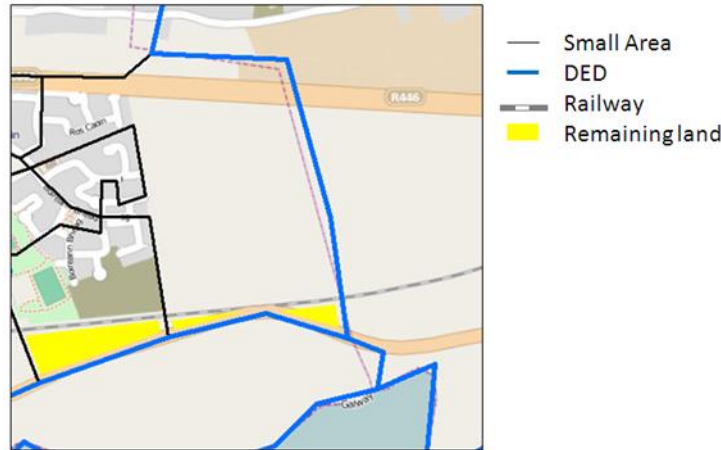 R446
Ros Caoin
Galway
Small Area
DED
Railway
Remaining land